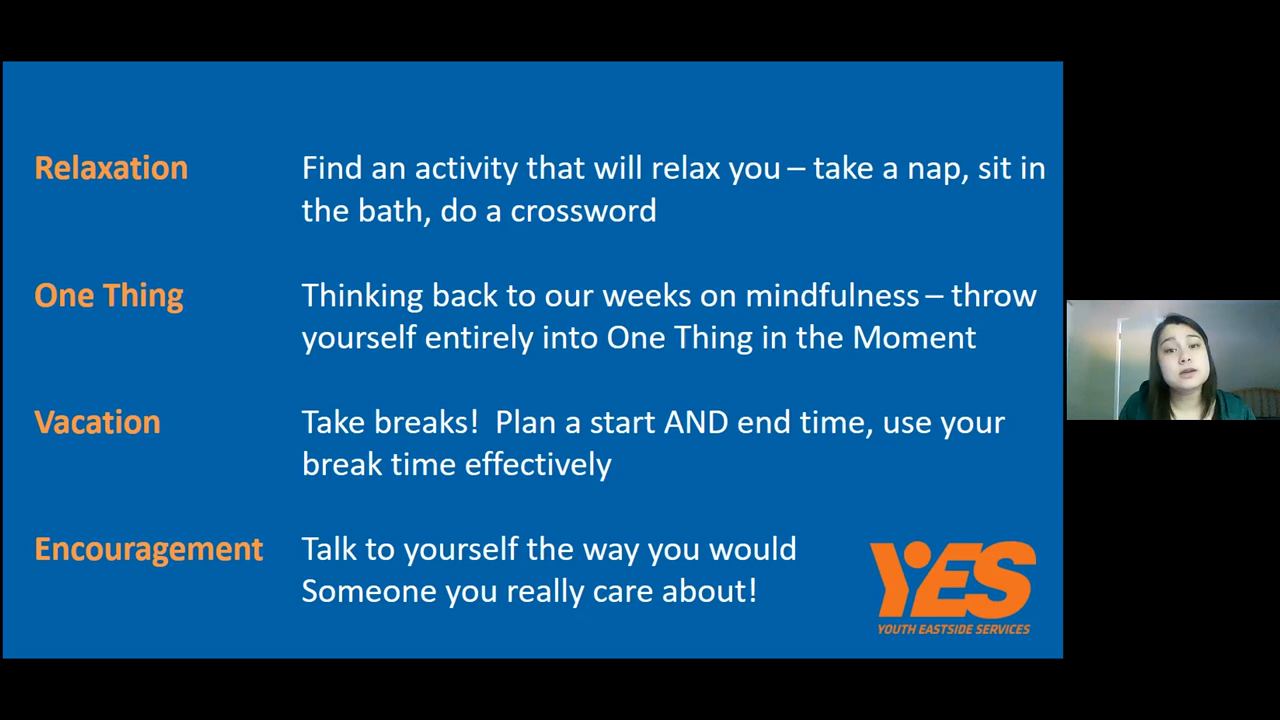 Relaxation Find an activity that will relax you – take a nap, sit in
the bath, do a crossword
One Thing Thinking back to our weeks on mindfulness – throw
yourself entirely into One Thing in the Moment
Vacation Take breaks!  Plan a start AND end time, use your
break time effectively
Encouragement Talk to yourself the way you would
Someone you really care about!
YES
YOUTH EASTSIDE SERVICES